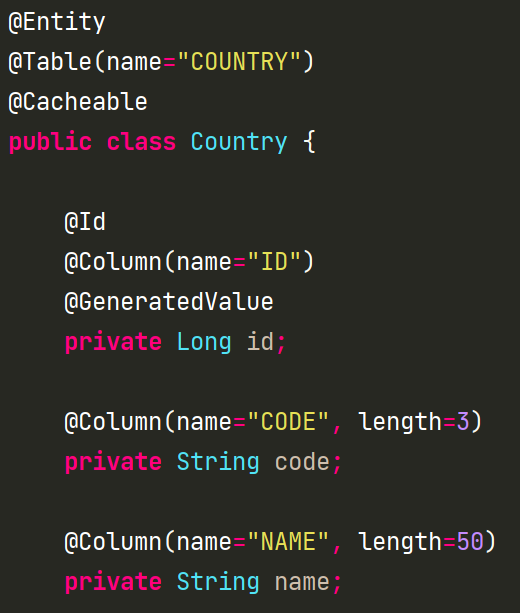 @Entity
@Table(name="COUNTRY")
@Cacheable
public class Country {
@Id
@Column(name="ID")
@GeneratedValue
private Long id;
@Column(name="CODE", length=3)
private String code;
@Column(name="NAME", length=50)
private String name;